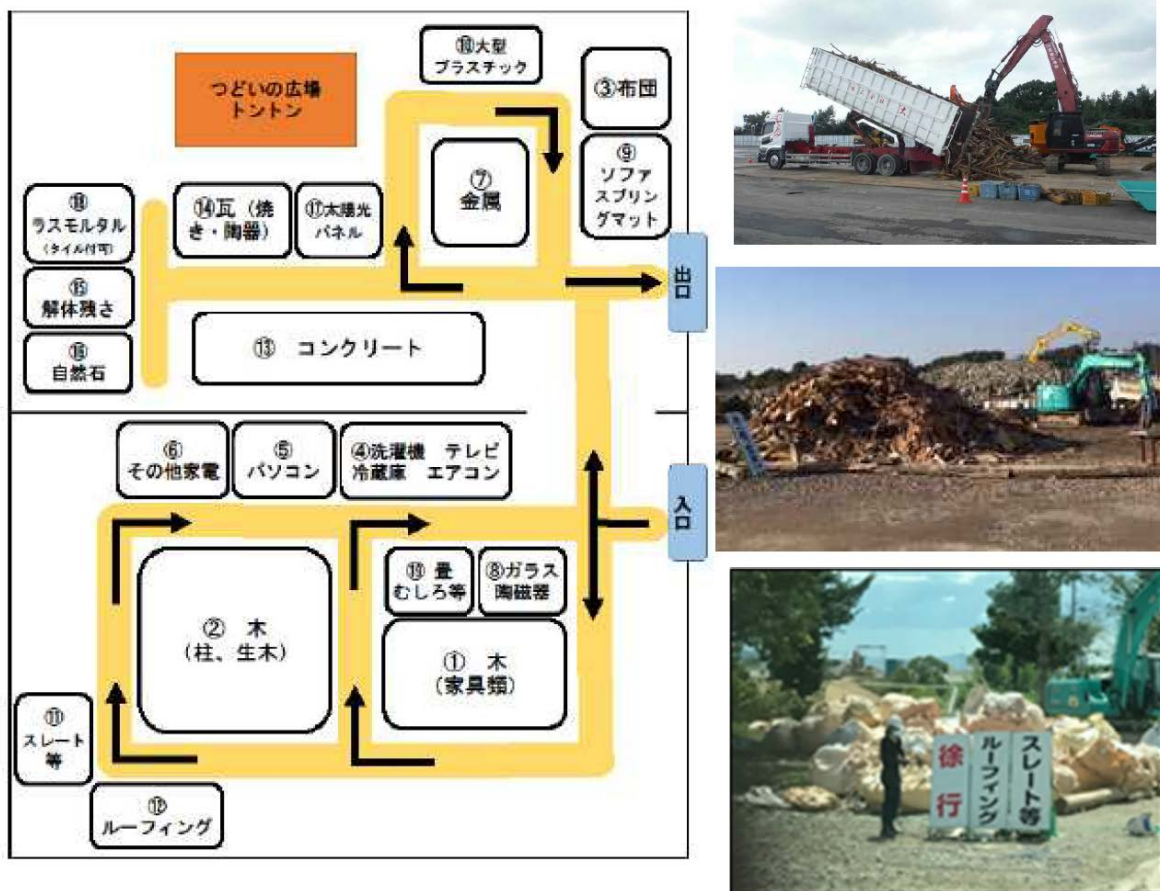 つどいの広場
トントン
⑩大型
プラスチック
③布団
⑨
ソファ
スプリン
グマット
⑦
金属
⑱
ラスモルタル
(タイル付可)
⑭瓦（焼
き・陶器）
⑰太陽光
パネル
出口
⑮
解体残さ
⑯
自然石
⑬ コンクリート
⑥
その他家電
⑤
パソコン
④洗濯機 テレビ
冷蔵庫 エアコン
入口
⑲ 畳
むしろ等
⑧ガラス
陶磁器
② 木
(柱、生木)
① 木
(家具類)
⑪
スレート
等
⑫
ルーフィング
スレート等
ルーフィング
徐行